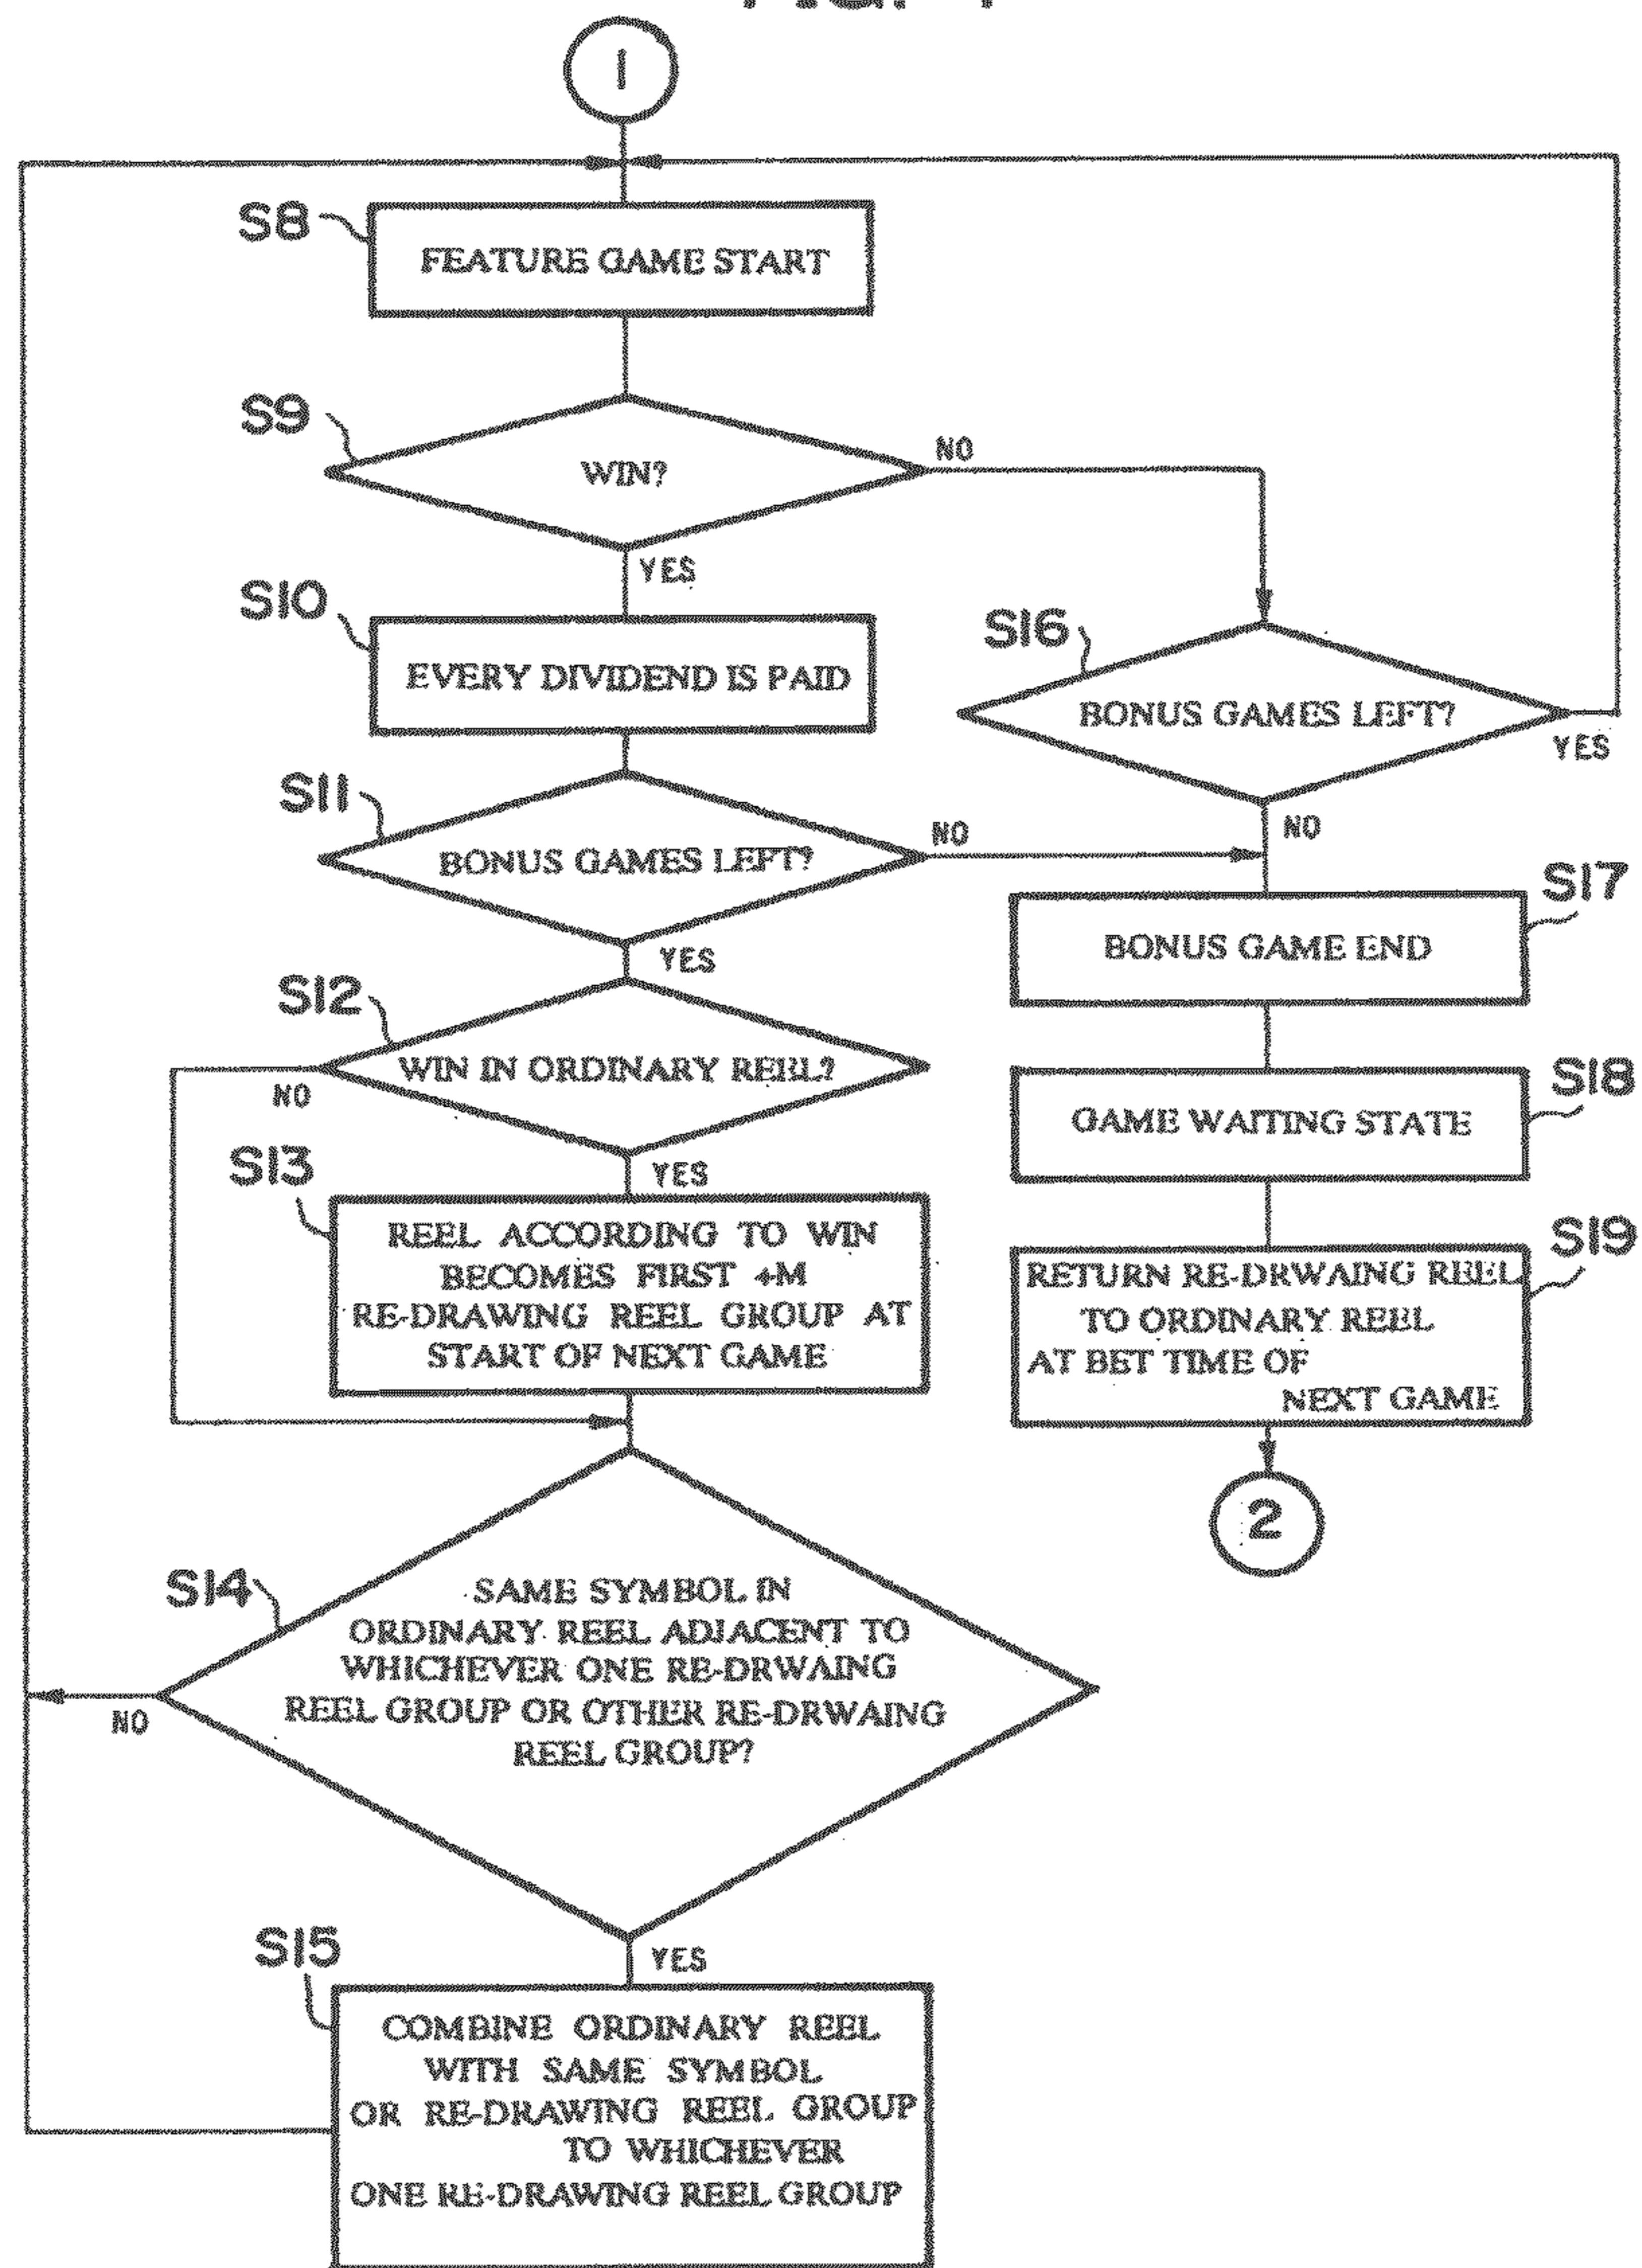 1
S8
FEATURE GAME START
S9
WIN?
NO
YES
S10
EVERY DIVIDEND IS PAID
S16
BONUS GAMES LEFT?
YES
NO
S11
BONUS GAMES LEFT?
NO
YES
S17
BONUS GAME END
S12
WIN IN ORDINARY
NO
YES
S18
GAME WAITING STATE
S13
REEL ACCORDING TO WIN
BECOMES FIRST +M
RE-DRAWING REEL GROUP AT
START OF NEXT GAME
S19
RETURN RE-DRWAING REEL
TO ORDINARY REEL
AT BET TIME OF
NEXT GAME
2
S14
SAME SYMBOL IN
ORDINARY REEL ADJACENT TO
WHICHEVER ONE RE-DRWAING
REEL GROUP OR OTHER RE-DRWAING
REEL GROUP?
NO
YES
S15
COMBINE ORDINARY REEL
WITH SAME SYMBOL
OR RE-DRAWING REEL GROUP
TO WHICHEVER
ONE RE-DRAWING REEL GROUP